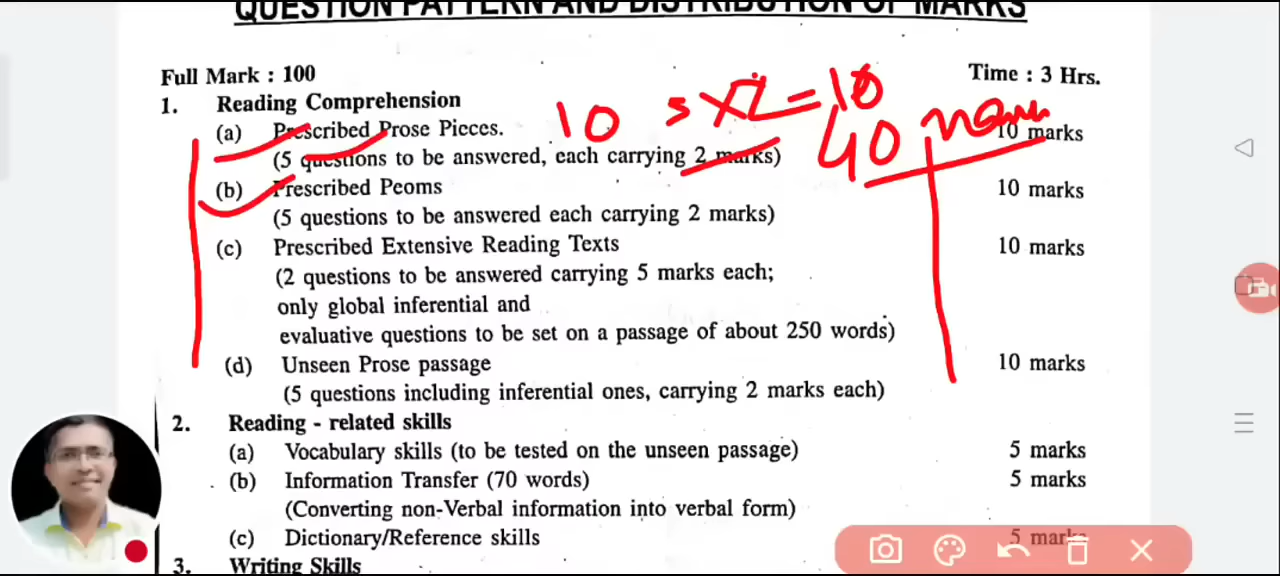 QUESTION PATTERN AND DISTRIBUTION OF MARKS
Full Mark : 100
Time : 3 Hrs.
1. Reading Comprehension
10 5 X 2 = 10
40
(a) Prescribed Prose Pieces. 10 marks
(5 questions to be answered, each carrying 2 marks)
(b) Prescribed Peoms 10 marks
(5 questions to be answered each carrying 2 marks)
(c) Prescribed Extensive Reading Texts 10 marks
(2 questions to be answered carrying 5 marks each;
only global inferential and
evaluative questions to be set on a passage of about 250 words)
(d) Unseen Prose passage 10 marks
(5 questions including inferential ones, carrying 2 marks each)
2. Reading - related skills
(a) Vocabulary skills (to be tested on the unseen passage) 5 marks
(b) Information Transfer (70 words) 5 marks
(Converting non-Verbal information into verbal form)
(c) Dictionary/Reference skills 5 marks
3. Writing Skills